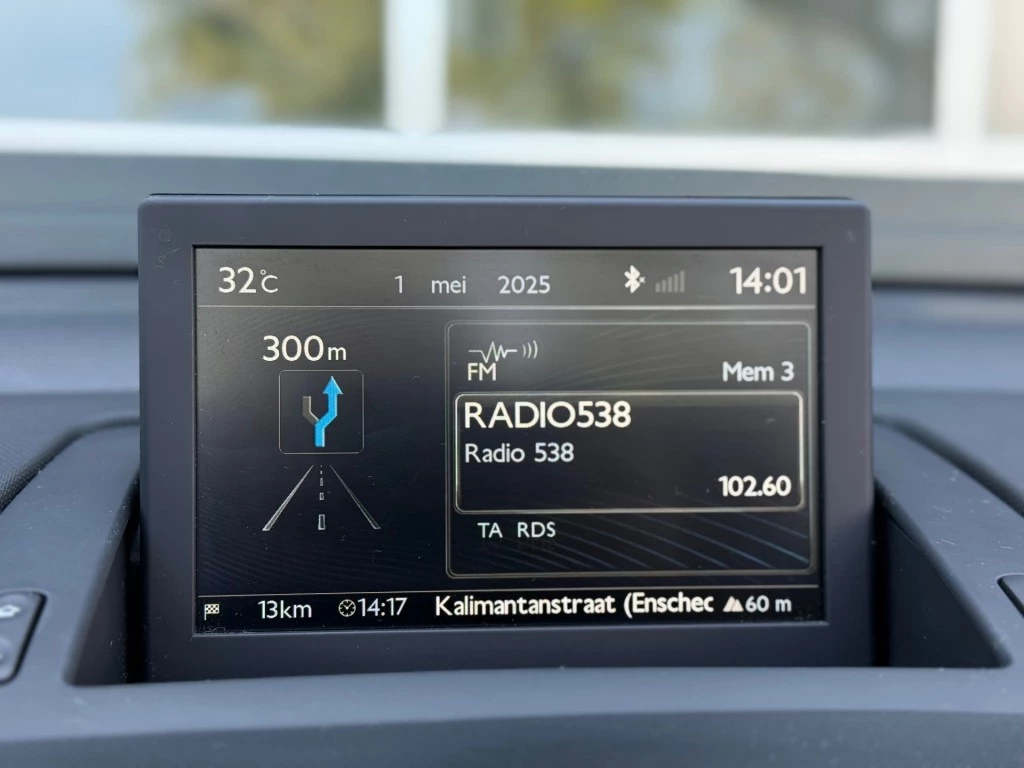 32°C 1 mei 2025 14:01
300m
FM Mem 3
RADIO538
Radio 538
102.60
TA RDS
13km 14:17 Kalimantanstraat (Enschec 60 m